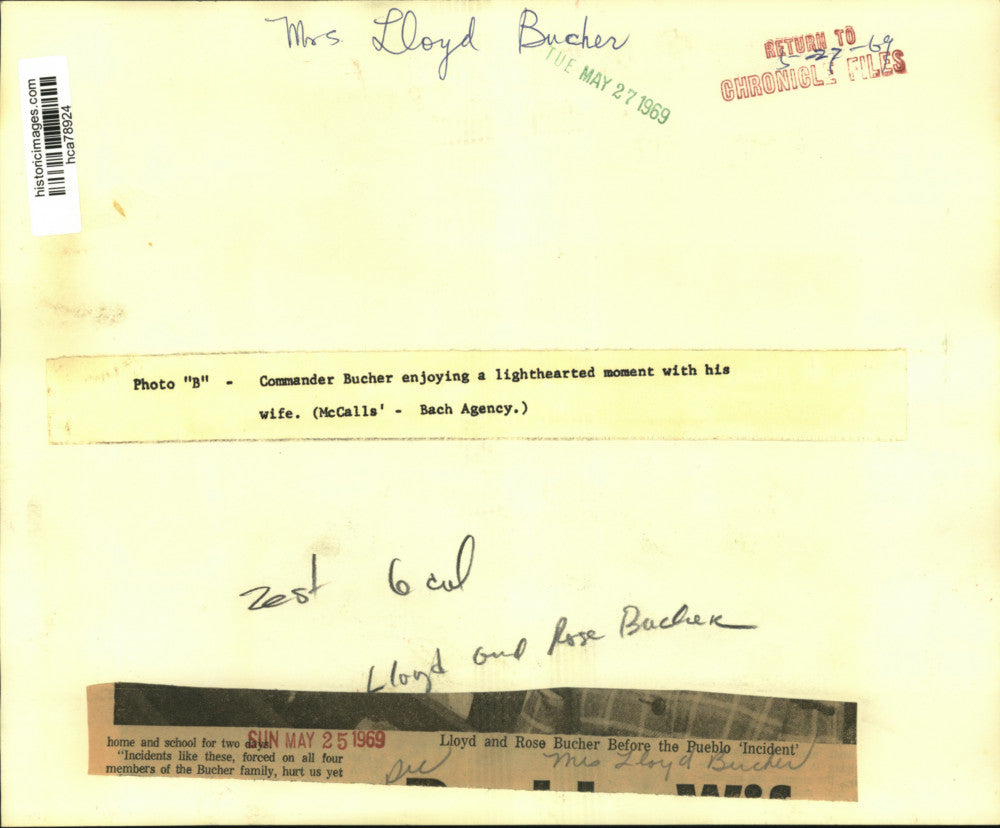 Mrs. Lloyd Bucher
TUE MAY 27 1969
RETURN TO
5-27-69
CHRONICLE FILES
historicimages.com
hca78924
Photo "B" - Commander Bucher enjoying a lighthearted moment with his
wife. (McCalls' - Bach Agency.)
Zest 6 col
Lloyd and Rose Bucher
SUN MAY 25 1969
home and school for two days.
"Incidents like these, forced on all four
members of the Bucher family, hurt us yet
Lloyd and Rose Bucher Before the Pueblo 'Incident'
Mrs Lloyd Bucher